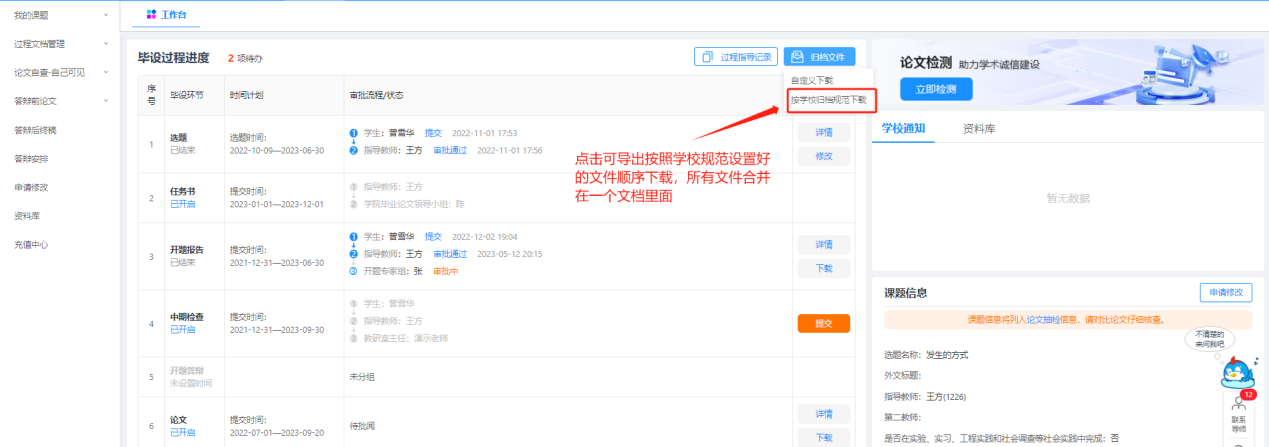 我的课题
过程文档管理
论文自查-自己可见
答辩前论文
答辩后终稿
答辩安排
申请修改
资料库
充值中心
工作台
毕设过程进度 2 项待办
过程指导记录 归档文件
自定义下载
按学校归档规范下载
序号 毕设环节 时间计划 审批流程/状态
1 选题 已结束 选题时间: 2022-10-09—2023-06-30
1 学生: 曾雪华 提交 2022-11-01 17:53
2 指导教师: 王方 审批通过 2022-11-01 17:56
详情
修改
点击可导出按照学校规范设置好
的文件顺序下载，所有文件合并
在一个文档里面
2 任务书 已开启 提交时间: 2023-01-01—2023-12-01
1 指导教师: 王方
2 学院毕业论文领导小组: 陈
3 开题报告 已结束 提交时间: 2021-12-31—2023-06-30
1 学生: 曾雪华 提交 2022-12-02 19:04
2 指导教师: 王方 审批通过 2023-05-12 20:15
3 开题专家组: 张 审批中
详情
下载
4 中期检查 已开启 提交时间: 2021-12-31—2023-09-30
1 学生: 曾雪华
2 指导教师: 王方
3 教研室主任: 演示老师
提交
5 开题答辩 未设置时间 未分组
6 论文 已开启 提交时间: 2022-07-01—2023-09-20 待批阅
详情
下载
论文检测 助力学术诚信建设
立即检测
学校通知 资料库
暂无数据
课题信息 申请修改
课题信息将列入论文抽检信息，请对比论文仔细核查。
不清楚的
来问我吧
选题名称: 发生的方式
外文标题:
指导教师: 王方(1226)
第二教师:
是否在实验、实习、工程实践和社会调查等社会实践中完成: 否
12
联系
导师